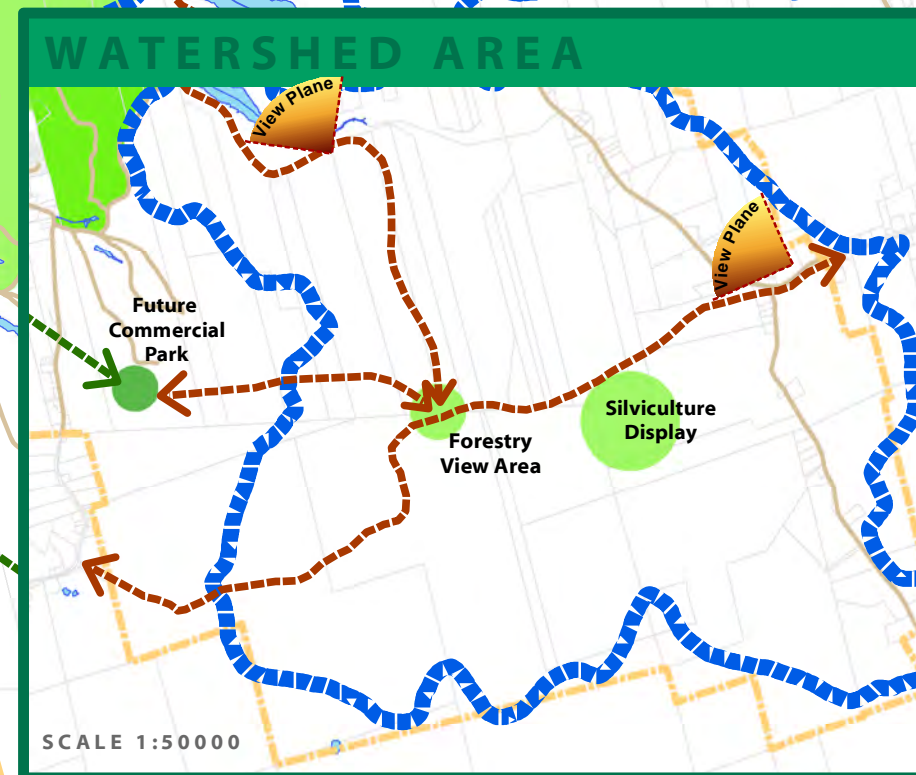 WATERSHED AREA
View Plane
View Plane
Future
Commercial
Park
Silviculture
Display
Forestry
View Area
SCALE 1:50000